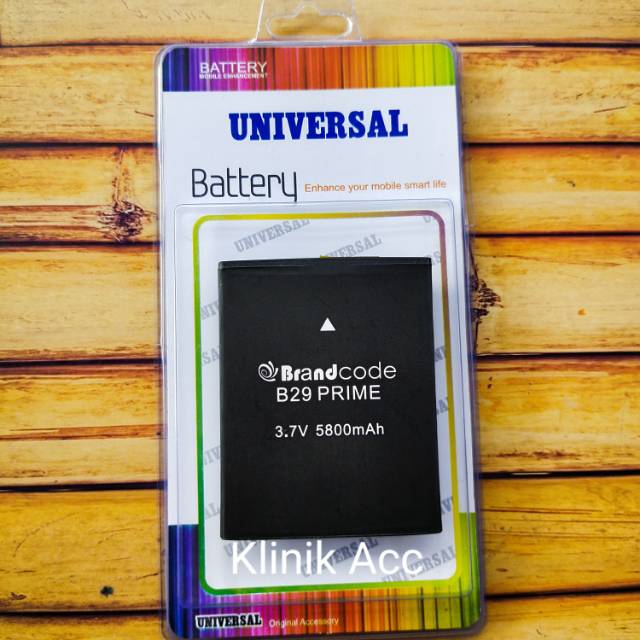 BATTERY
MOBILE ENHANCEMENT
UNIVERSAL
Battery Enhance your mobile smart life
UNIVERSAL UNIVERSAL
Brandcode
B29 PRIME
3.7V 5800mAh
Klinik Acc
UNIVERSAL Original Accessory